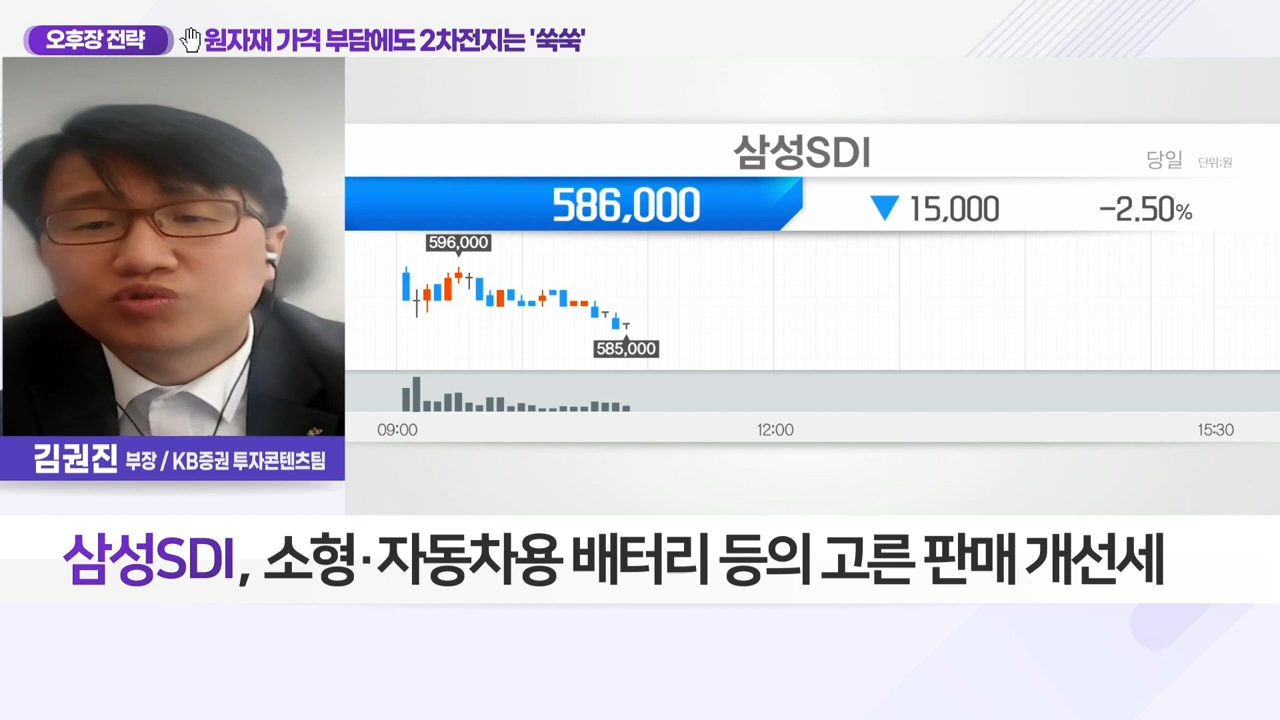 오후장 전략
원자재 가격 부담에도 2차전지는 '쑥쑥'
삼성SDI
당일 단위:원
586,000 ▼ 15,000 -2.50%
596,000
585,000
09:00 12:00 15:30
김권진 부장 / KB증권 투자콘텐츠팀
삼성SDI, 소형·자동차용 배터리 등의 고른 판매 개선세